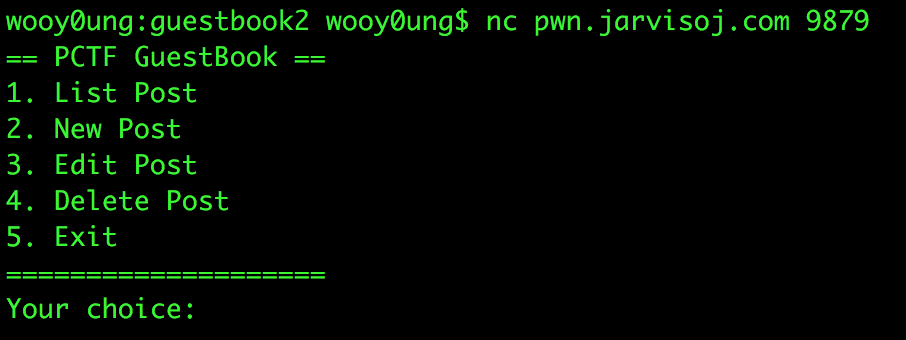 wooy0ung:guestbook2 wooy0ung$ nc pwn.jarvisoj.com 9879
== PCTF GuestBook ==
1. List Post
2. New Post
3. Edit Post
4. Delete Post
5. Exit
====================
Your choice: